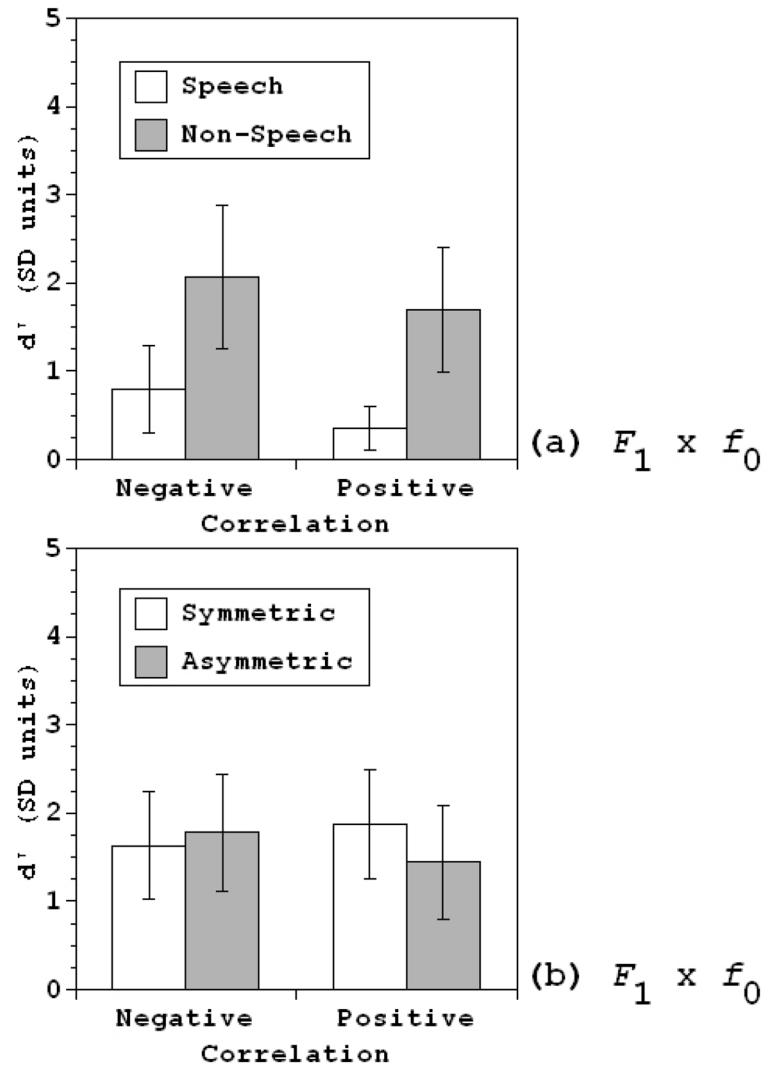 5
4
3
2
1
0
d' (SD units)
Speech
Non-Speech
Negative Positive
Correlation
(a) F1 x f0
5
4
3
2
1
0
d' (SD units)
Symmetric
Asymmetric
Negative Positive
Correlation
(b) F1 x f0